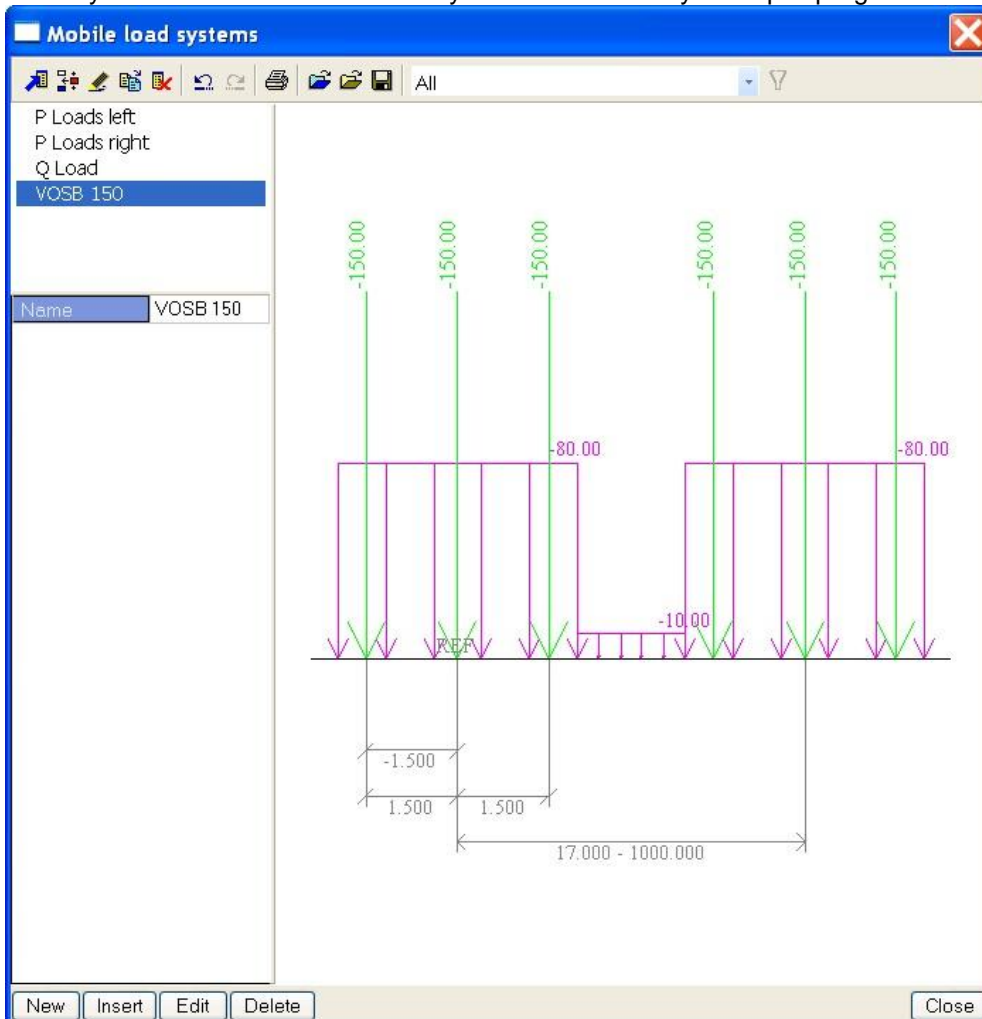 Mobile load systems
All
P Loads left
P Loads right
Q Load
VOSB 150
Name VOSB 150
-150.00 -150.00 -150.00 -150.00 -150.00 -150.00
-80.00 -80.00
-10.00
REF
-1.500
1.500 1.500
17.000 - 1000.000
New Insert Edit Delete Close